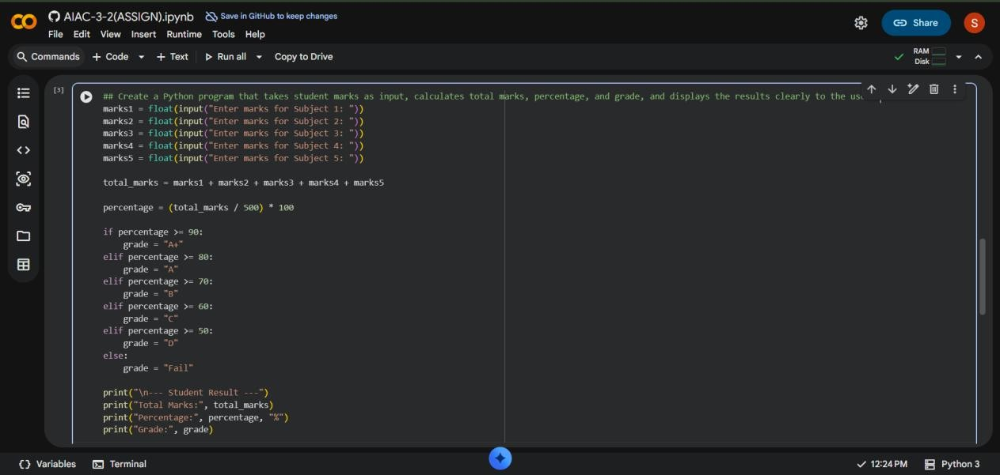 AIAC-3-2(ASSIGN).ipynb Save in GitHub to keep changes
File Edit View Insert Runtime Tools Help
Share
S
Commands + Code + Text Run all Copy to Drive
RAM
Disk
[3]
## Create a Python program that takes student marks as input, calculates total marks, percentage, and grade, and displays the results clearly to the
marks1 = float(input("Enter marks for Subject 1: "))
marks2 = float(input("Enter marks for Subject 2: "))
marks3 = float(input("Enter marks for Subject 3: "))
marks4 = float(input("Enter marks for Subject 4: "))
marks5 = float(input("Enter marks for Subject 5: "))
total_marks = marks1 + marks2 + marks3 + marks4 + marks5
percentage = (total_marks / 500) * 100
if percentage >= 90:
    grade = "A+"
elif percentage >= 80:
    grade = "A"
elif percentage >= 70:
    grade = "B"
elif percentage >= 60:
    grade = "C"
elif percentage >= 50:
    grade = "D"
else:
    grade = "Fail"
print("\n--- Student Result ---")
print("Total Marks:", total_marks)
print("Percentage:", percentage, "%")
print("Grade:", grade)
{} Variables Terminal
12:24 PM Python 3